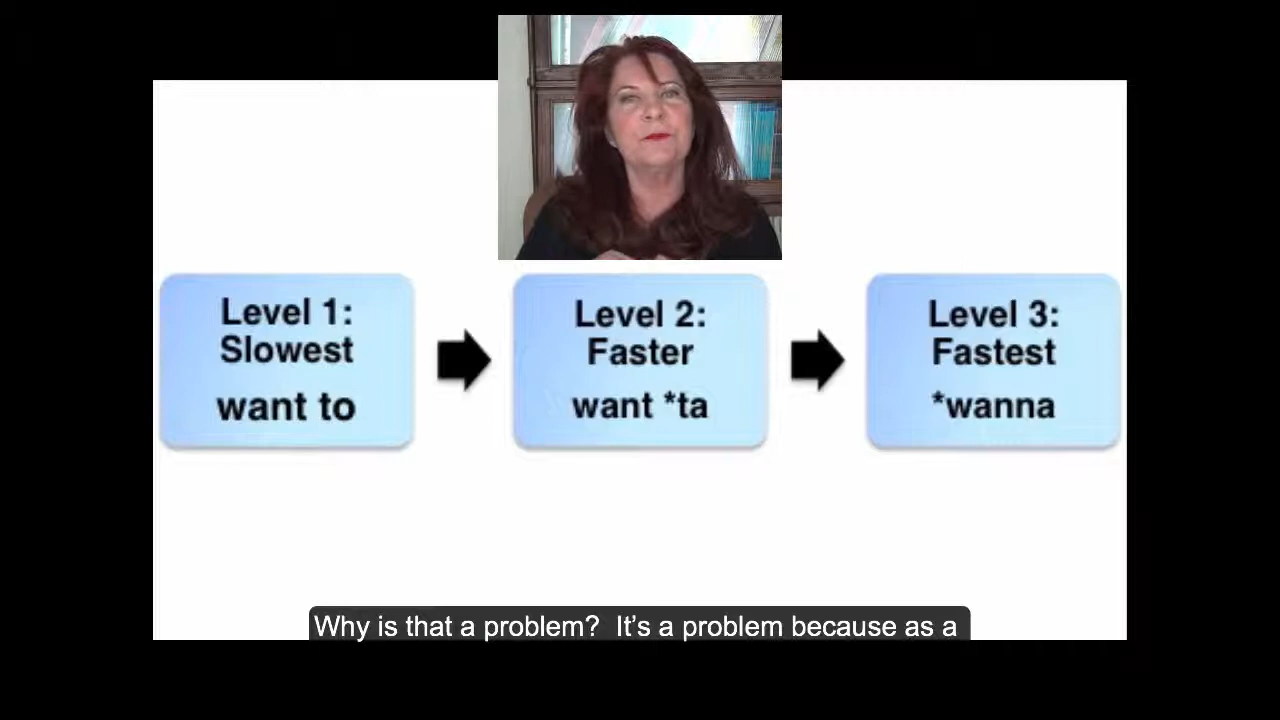 Level 1:
Slowest
want to
Level 2:
Faster
want *ta
Level 3:
Fastest
*wanna
Why is that a problem?  It’s a problem because as a